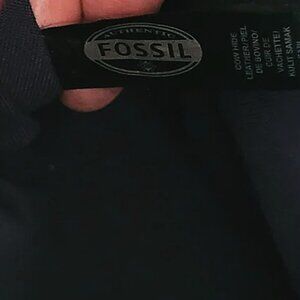 AUTHENTIC
FOSSIL
COW HIDE
LEATHER/PIEL
DE BOVINO/
CUIR DE
VACHETTE/
KULIT SAMAK